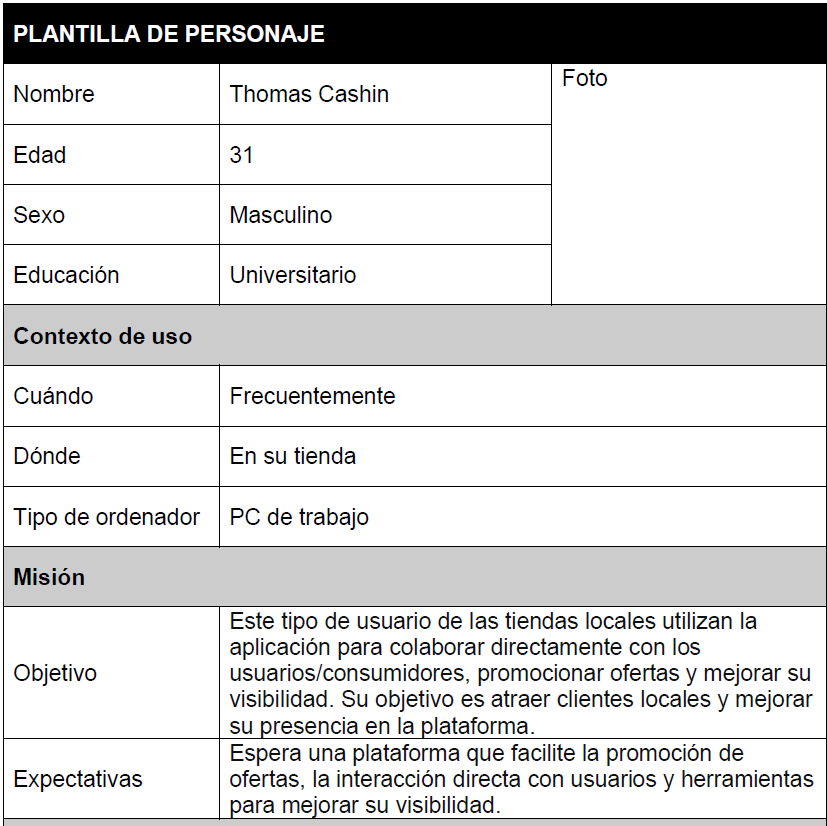 PLANTILLA DE PERSONAJE
Nombre
Thomas Cashin
Foto
Edad
31
Sexo
Masculino
Educación
Universitario
Contexto de uso
Cuándo
Frecuentemente
Dónde
En su tienda
Tipo de ordenador
PC de trabajo
Misión
Objetivo
Este tipo de usuario de las tiendas locales utilizan la
aplicación para colaborar directamente con los
usuarios/consumidores, promocionar ofertas y mejorar su
visibilidad. Su objetivo es atraer clientes locales y mejorar
su presencia en la plataforma.
Expectativas
Espera una plataforma que facilite la promoción de
ofertas, la interacción directa con usuarios y herramientas
para mejorar su visibilidad.